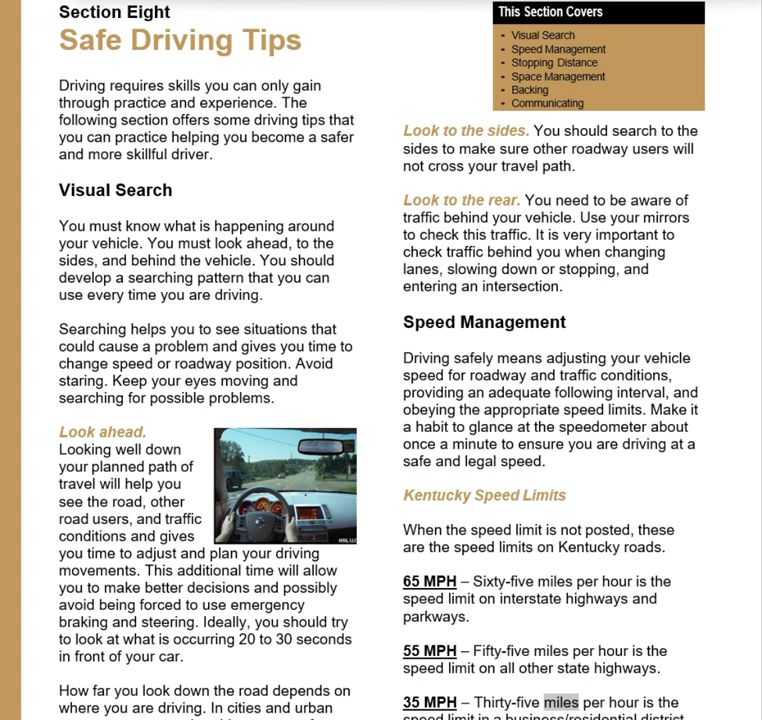 Section Eight
Safe Driving Tips
Driving requires skills you can only gain
through practice and experience. The
following section offers some driving tips that
you can practice helping you become a safer
and more skillful driver.
Visual Search
You must know what is happening around
your vehicle. You must look ahead, to the
sides, and behind the vehicle. You should
develop a searching pattern that you can
use every time you are driving.
Searching helps you to see situations that
could cause a problem and gives you time to
change speed or roadway position. Avoid
staring. Keep your eyes moving and
searching for possible problems.
Look ahead.
Looking well down
your planned path of
travel will help you
see the road, other
road users, and traffic
conditions and gives
you time to adjust and plan your driving
movements. This additional time will allow
you to make better decisions and possibly
avoid being forced to use emergency
braking and steering. Ideally, you should try
to look at what is occurring 20 to 30 seconds
in front of your car.
How far you look down the road depends on
where you are driving. In cities and urban
This Section Covers
• Visual Search
• Speed Management
• Stopping Distance
• Space Management
• Backing
• Communicating
Look to the sides. You should search to the
sides to make sure other roadway users will
not cross your travel path.
Look to the rear. You need to be aware of
traffic behind your vehicle. Use your mirrors
to check this traffic. It is very important to
check traffic behind you when changing
lanes, slowing down or stopping, and
entering an intersection.
Speed Management
Driving safely means adjusting your vehicle
speed for roadway and traffic conditions,
providing an adequate following interval, and
obeying the appropriate speed limits. Make it
a habit to glance at the speedometer about
once a minute to ensure you are driving at a
safe and legal speed.
Kentucky Speed Limits
When the speed limit is not posted, these
are the speed limits on Kentucky roads.
65 MPH – Sixty-five miles per hour is the
speed limit on interstate highways and
parkways.
55 MPH – Fifty-five miles per hour is the
speed limit on all other state highways.
35 MPH – Thirty-five miles per hour is the
speed limit in a business/residential district